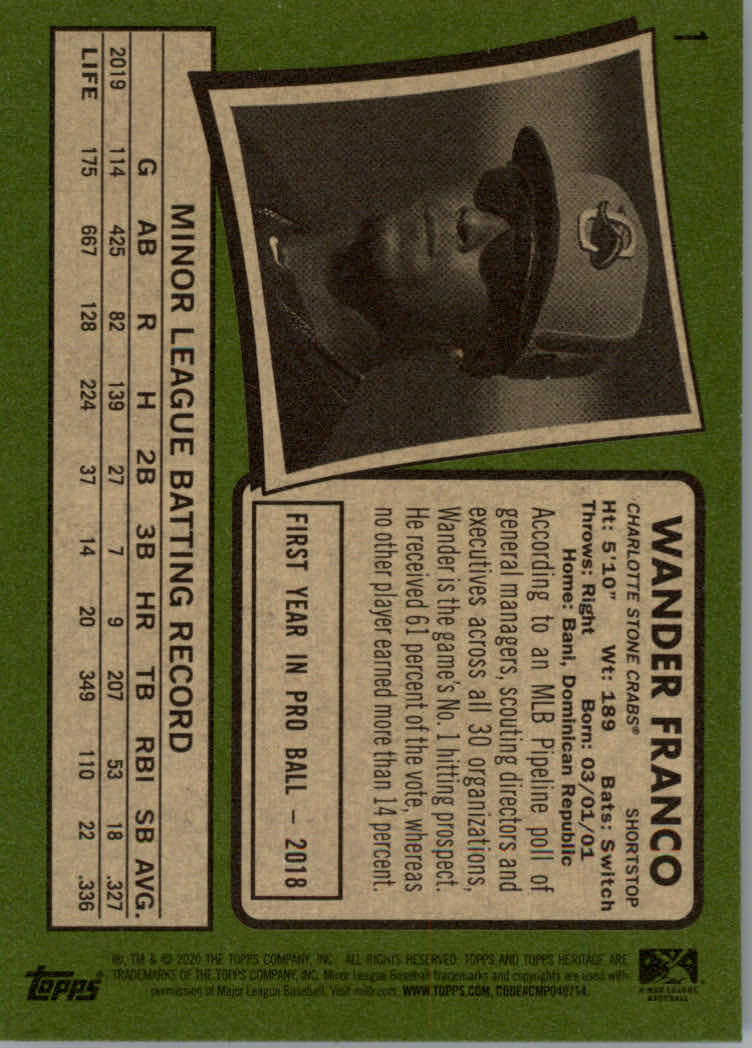 1
WANDER FRANCO
CHARLOTTE STONE CRABS® SHORTSTOP
Ht: 5'10" Wt: 189 Bats: Switch
Throws: Right Born: 03/01/01
Home: Bani, Dominican Republic
According to an MLB Pipeline poll of
general managers, scouting directors and
executives across all 30 organizations,
Wander is the game's No. 1 hitting prospect.
He received 61 percent of the vote, whereas
no other player earned more than 14 percent.
FIRST YEAR IN PRO BALL – 2018
MINOR LEAGUE BATTING RECORD
G AB R H 2B 3B HR TB RBI SB AVG.
2019 114 425 82 139 27 7 9 207 53 18 .327
LIFE 175 667 128 224 37 14 20 349 110 22 .336
MINOR LEAGUE
BASEBALL
®, TM & © 2020 THE TOPPS COMPANY, INC. ALL RIGHTS RESERVED. TOPPS AND TOPPS HERITAGE ARE
TRADEMARKS OF THE TOPPS COMPANY, INC. Minor League Baseball trademarks and copyrights are used with
permission of Major League Baseball. Visit milb.com. WWW.TOPPS.COM, CODE#CMP040714.
topps®